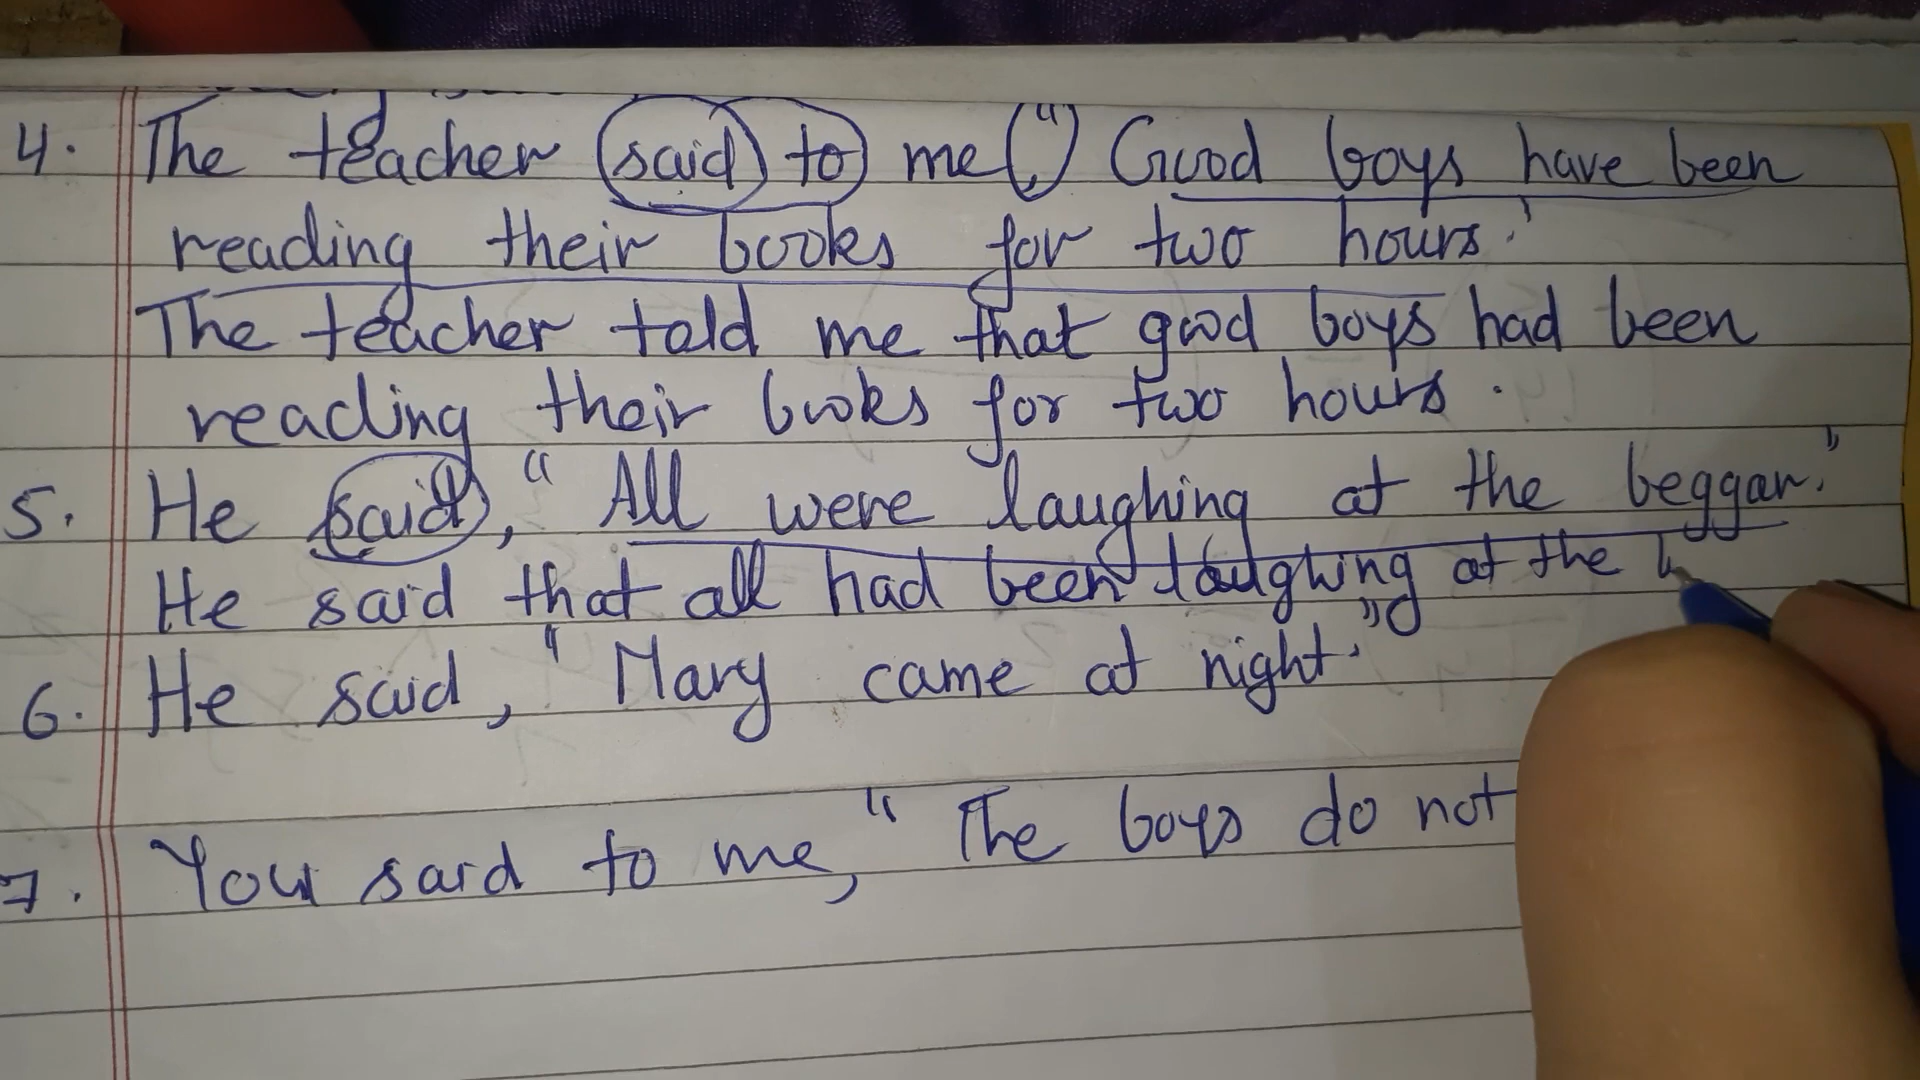 4. The teacher said to me, " Good boys have been
reading their books for two hours.'
The teacher told me that good boys had been
reading their books for two hours.
5. He said, " All were laughing at the beggar."
He said that all had been laughing at the b
6. He said, " Mary came at night."
7. You said to me, " The boys do not